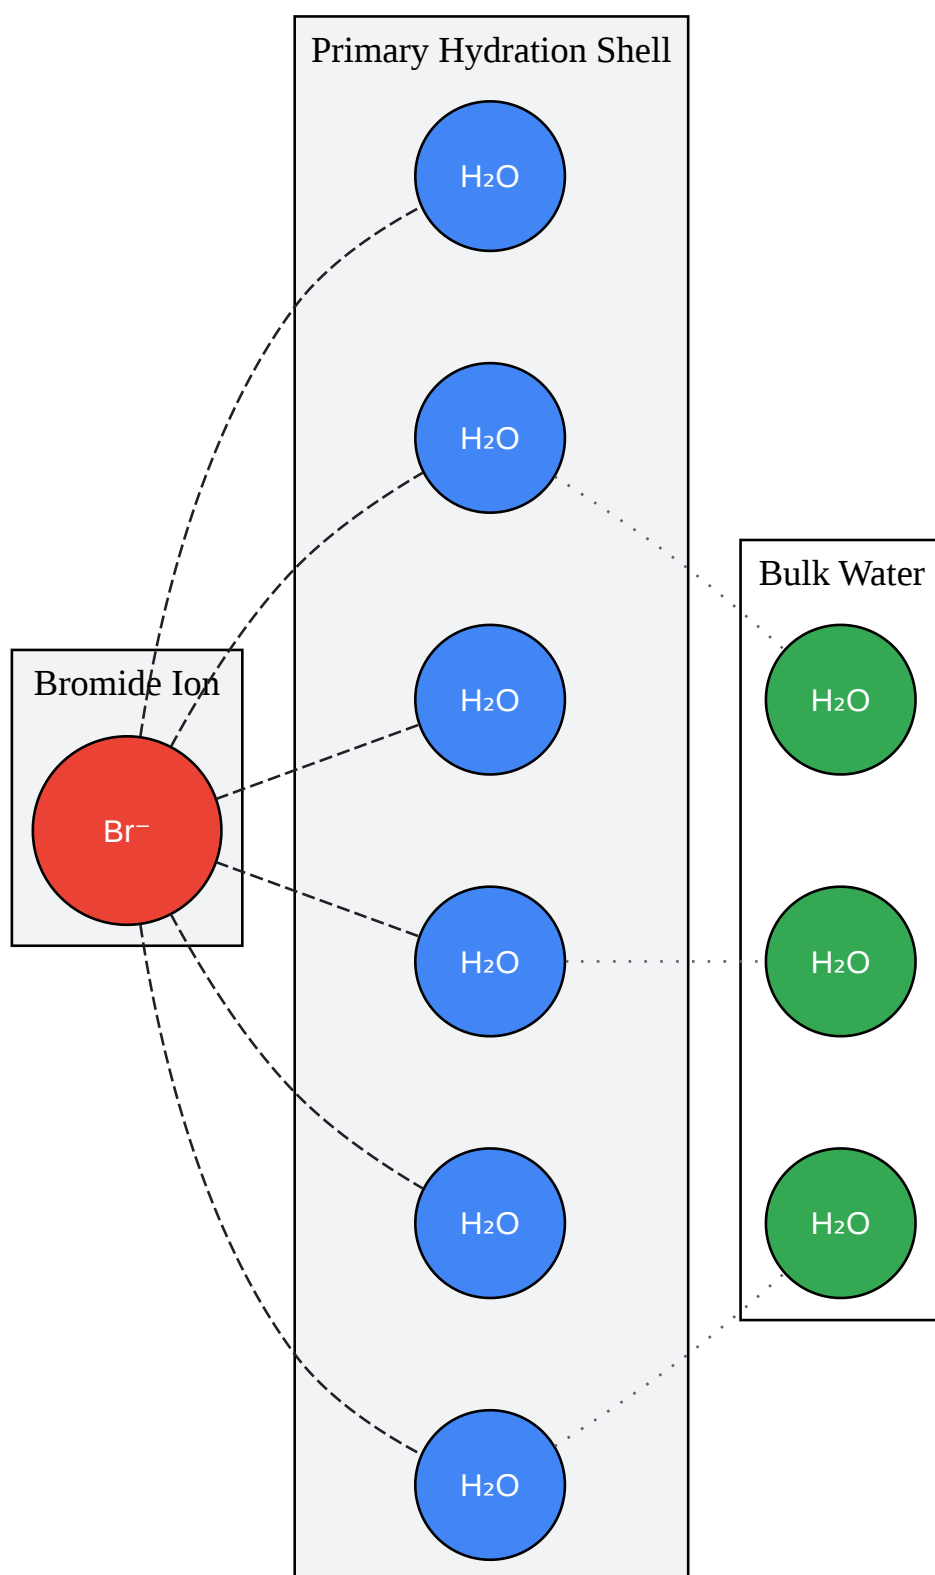 Primary Hydration Shell
H₂O
H₂O
Bulk Water
Bromide Ion
H₂O
H₂O
Br⁻
H₂O
H₂O
H₂O
H₂O
H₂O